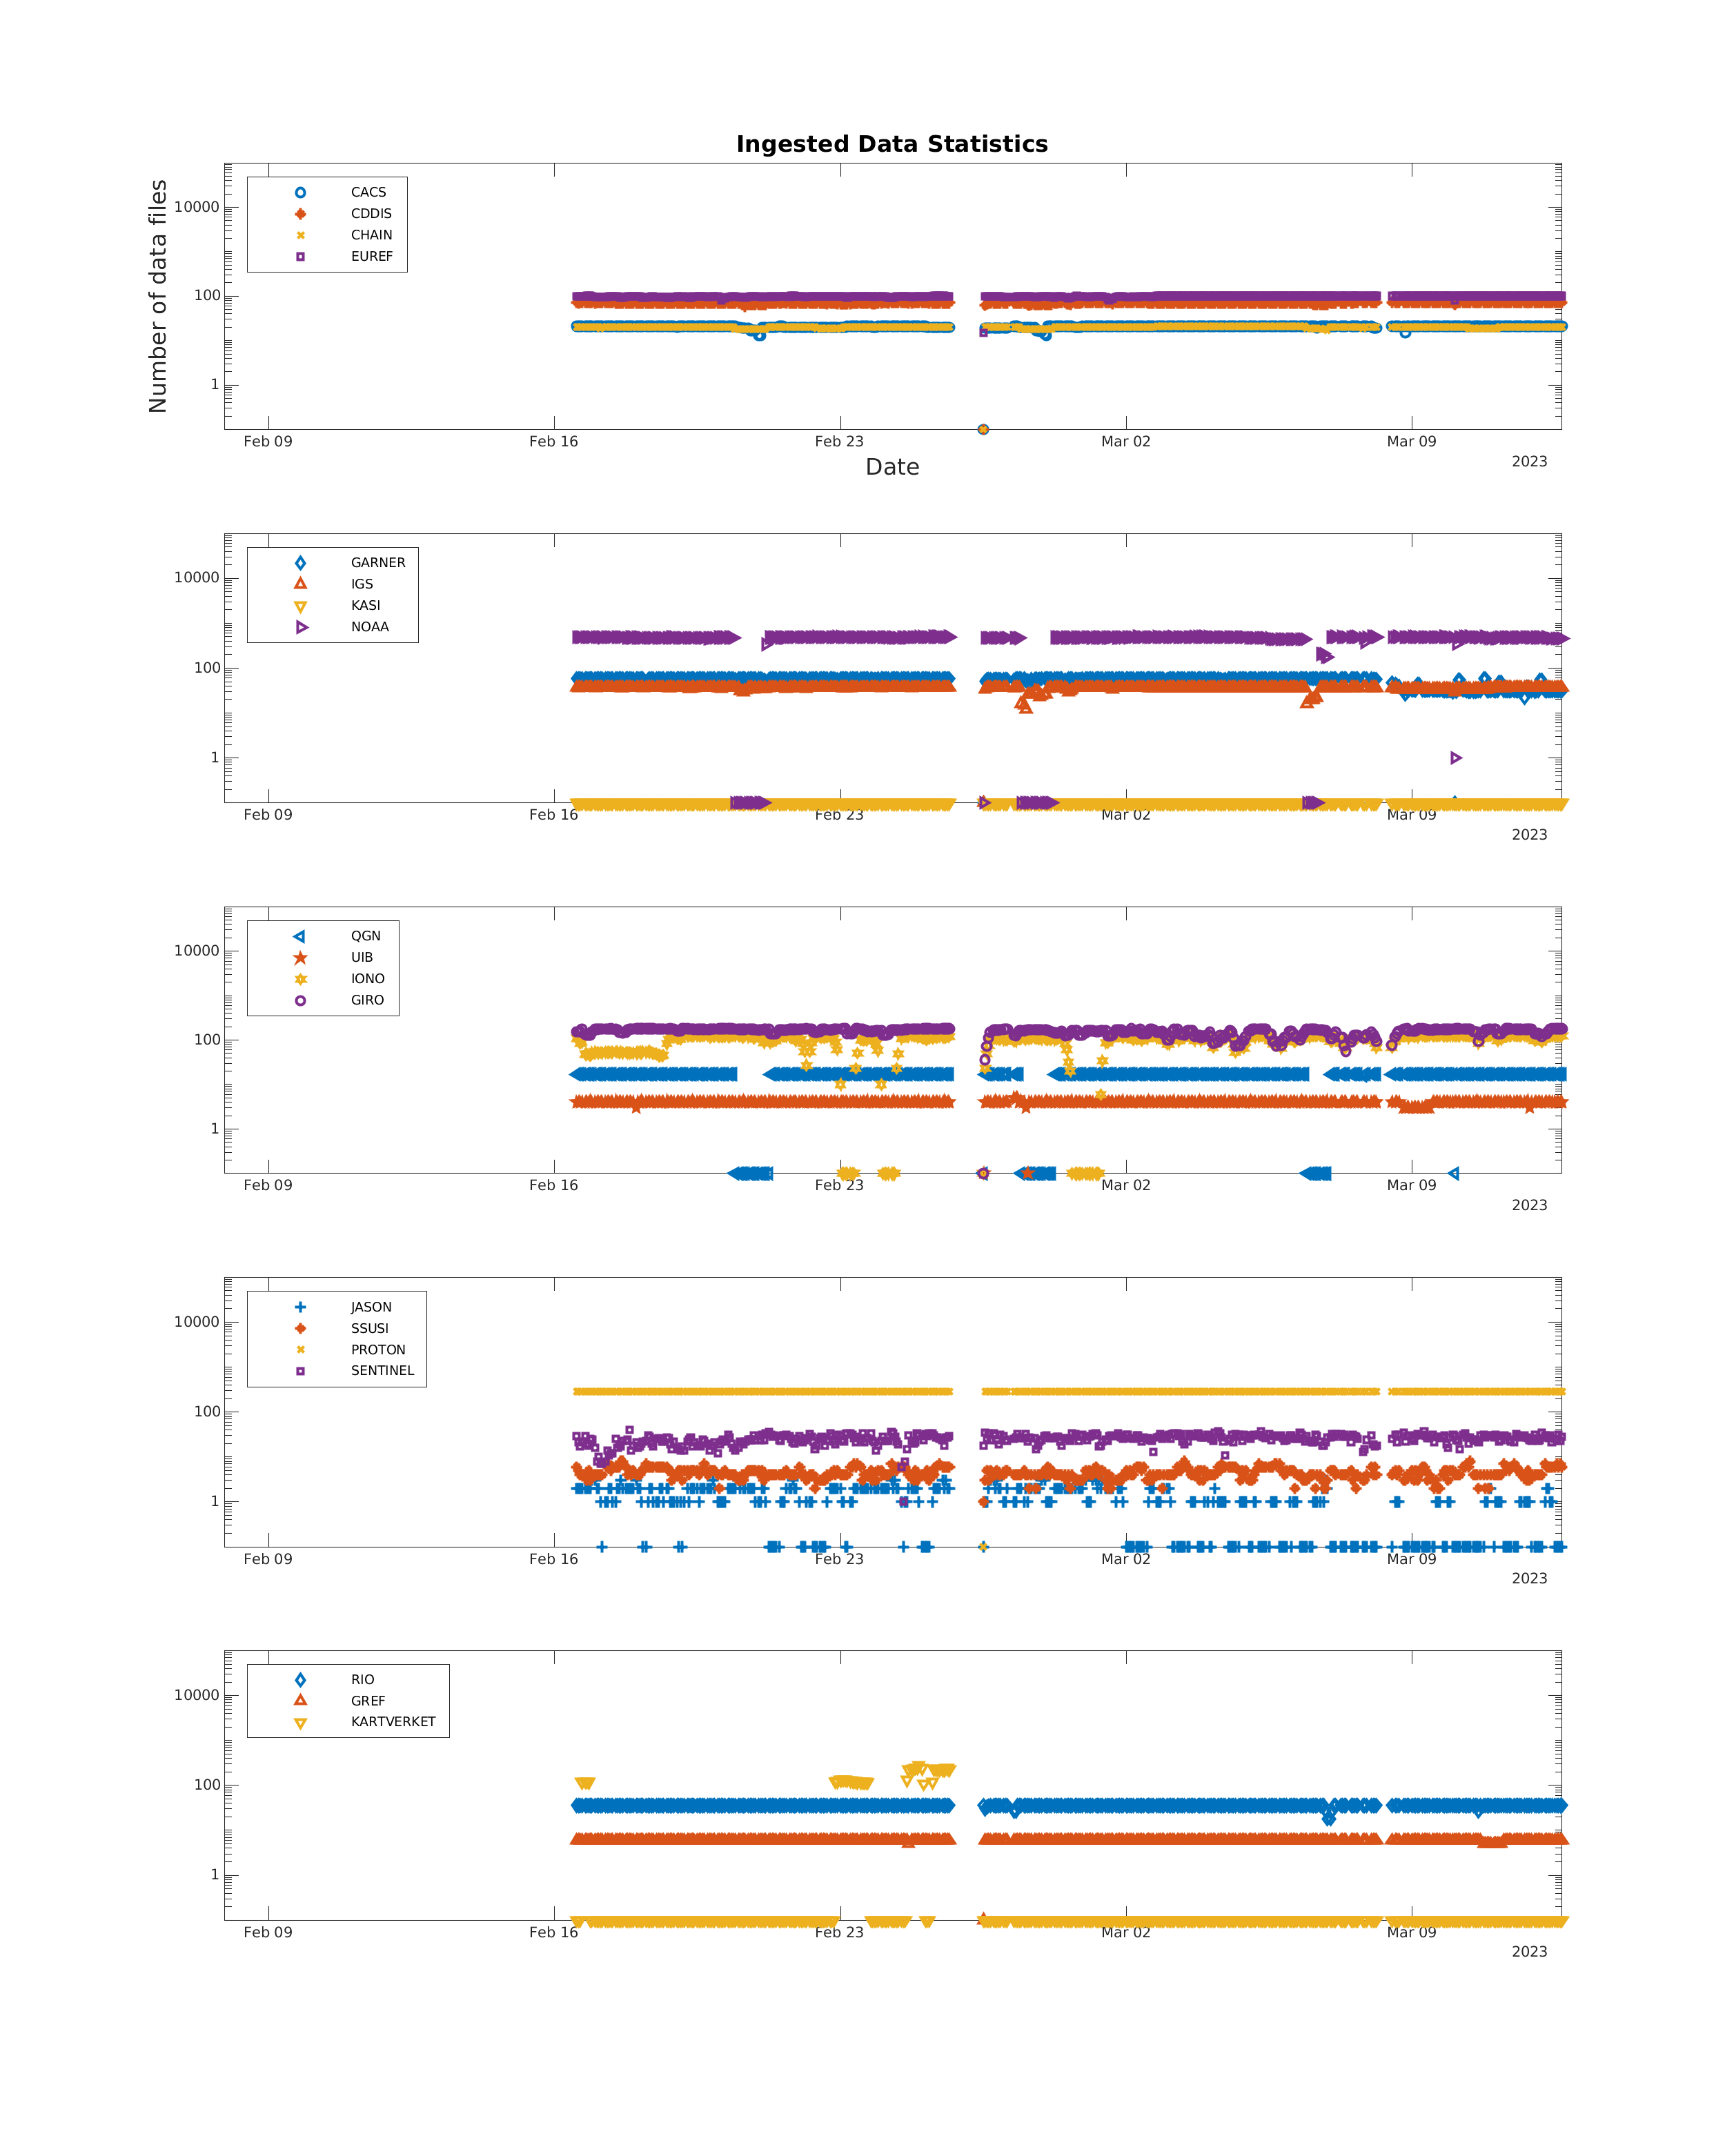 Ingested Data Statistics
Number of data files
CACS
CDDIS
CHAIN
EUREF
10000
100
1
Feb 09 Feb 16 Feb 23 Mar 02 Mar 09
2023
Date
GARNER
IGS
KASI
NOAA
10000
100
1
Feb 09 Feb 16 Feb 23 Mar 02 Mar 09
2023
QGN
UIB
IONO
GIRO
10000
100
1
Feb 09 Feb 16 Feb 23 Mar 02 Mar 09
2023
JASON
SSUSI
PROTON
SENTINEL
10000
100
1
Feb 09 Feb 16 Feb 23 Mar 02 Mar 09
2023
RIO
GREF
KARTVERKET
10000
100
1
Feb 09 Feb 16 Feb 23 Mar 02 Mar 09
2023